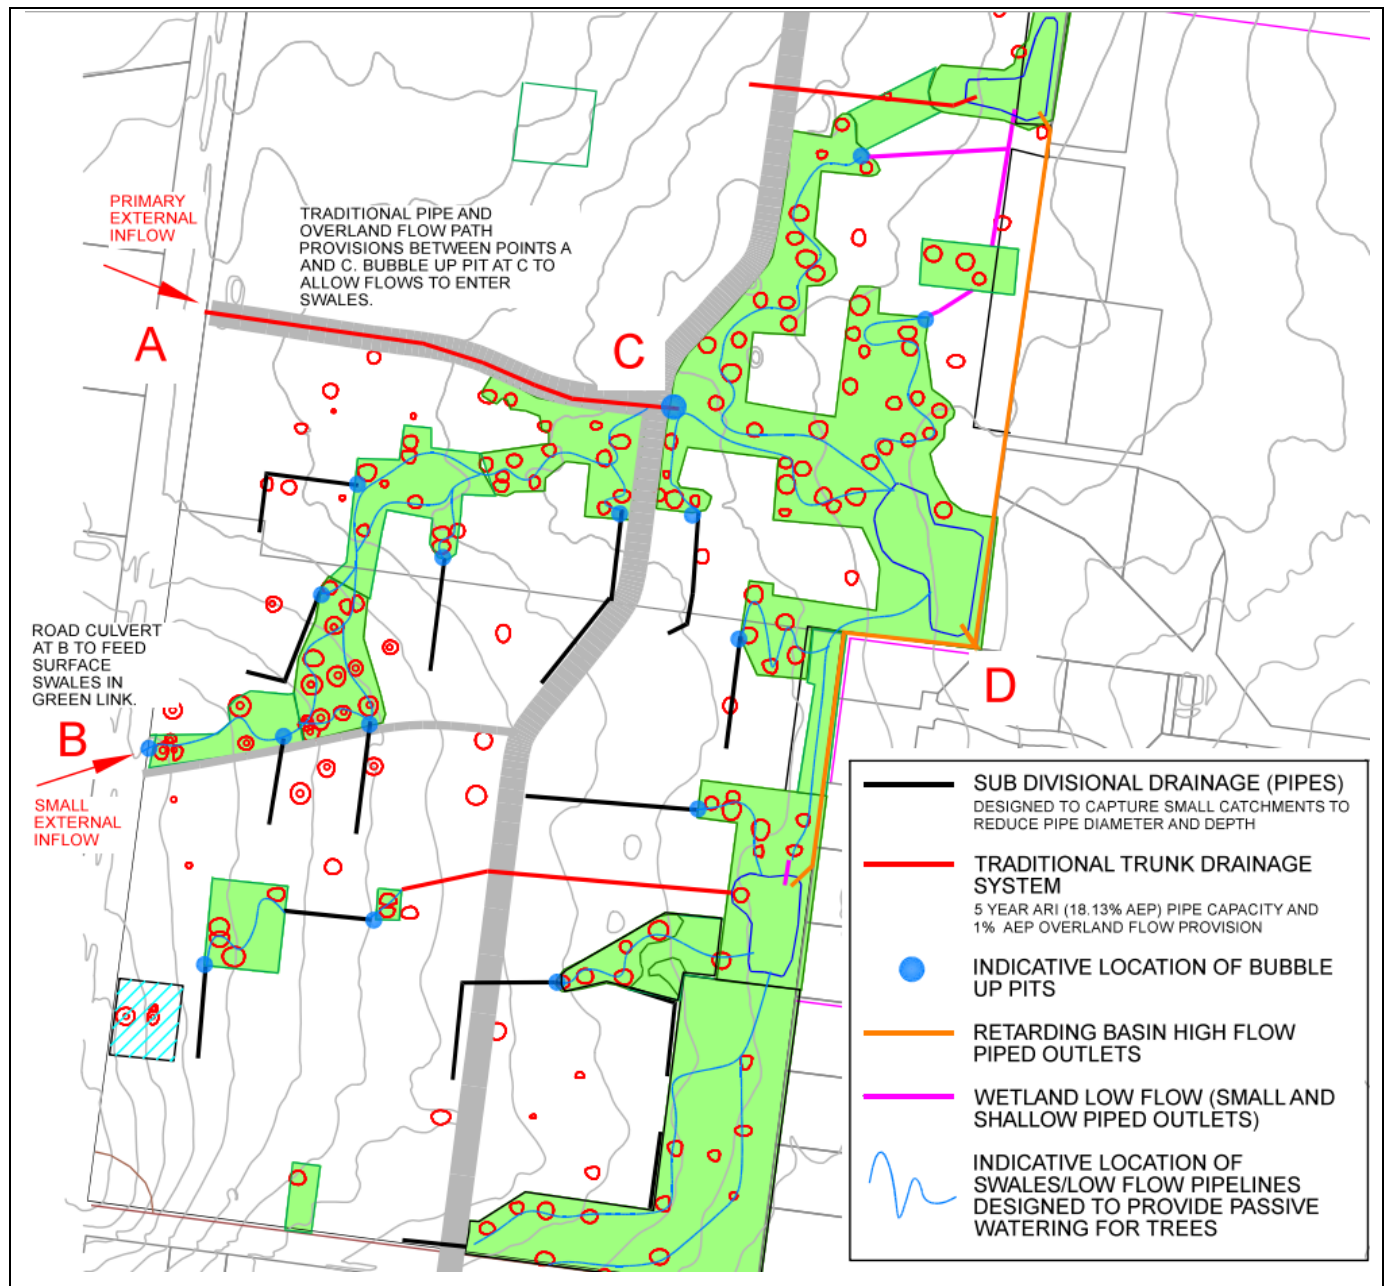 PRIMARY
EXTERNAL
INFLOW
TRADITIONAL PIPE AND
OVERLAND FLOW PATH
PROVISIONS BETWEEN POINTS A
AND C. BUBBLE UP PIT AT C TO
ALLOW FLOWS TO ENTER
SWALES.
A
C
ROAD CULVERT
AT B TO FEED
SURFACE
SWALES IN
GREEN LINK.
B
SMALL
EXTERNAL
INFLOW
D
SUB DIVISIONAL DRAINAGE (PIPES)
DESIGNED TO CAPTURE SMALL CATCHMENTS TO
REDUCE PIPE DIAMETER AND DEPTH
TRADITIONAL TRUNK DRAINAGE
SYSTEM
5 YEAR ARI (18.13% AEP) PIPE CAPACITY AND
1% AEP OVERLAND FLOW PROVISION
INDICATIVE LOCATION OF BUBBLE
UP PITS
RETARDING BASIN HIGH FLOW
PIPED OUTLETS
WETLAND LOW FLOW (SMALL AND
SHALLOW PIPED OUTLETS)
INDICATIVE LOCATION OF
SWALES/LOW FLOW PIPELINES
DESIGNED TO PROVIDE PASSIVE
WATERING FOR TREES